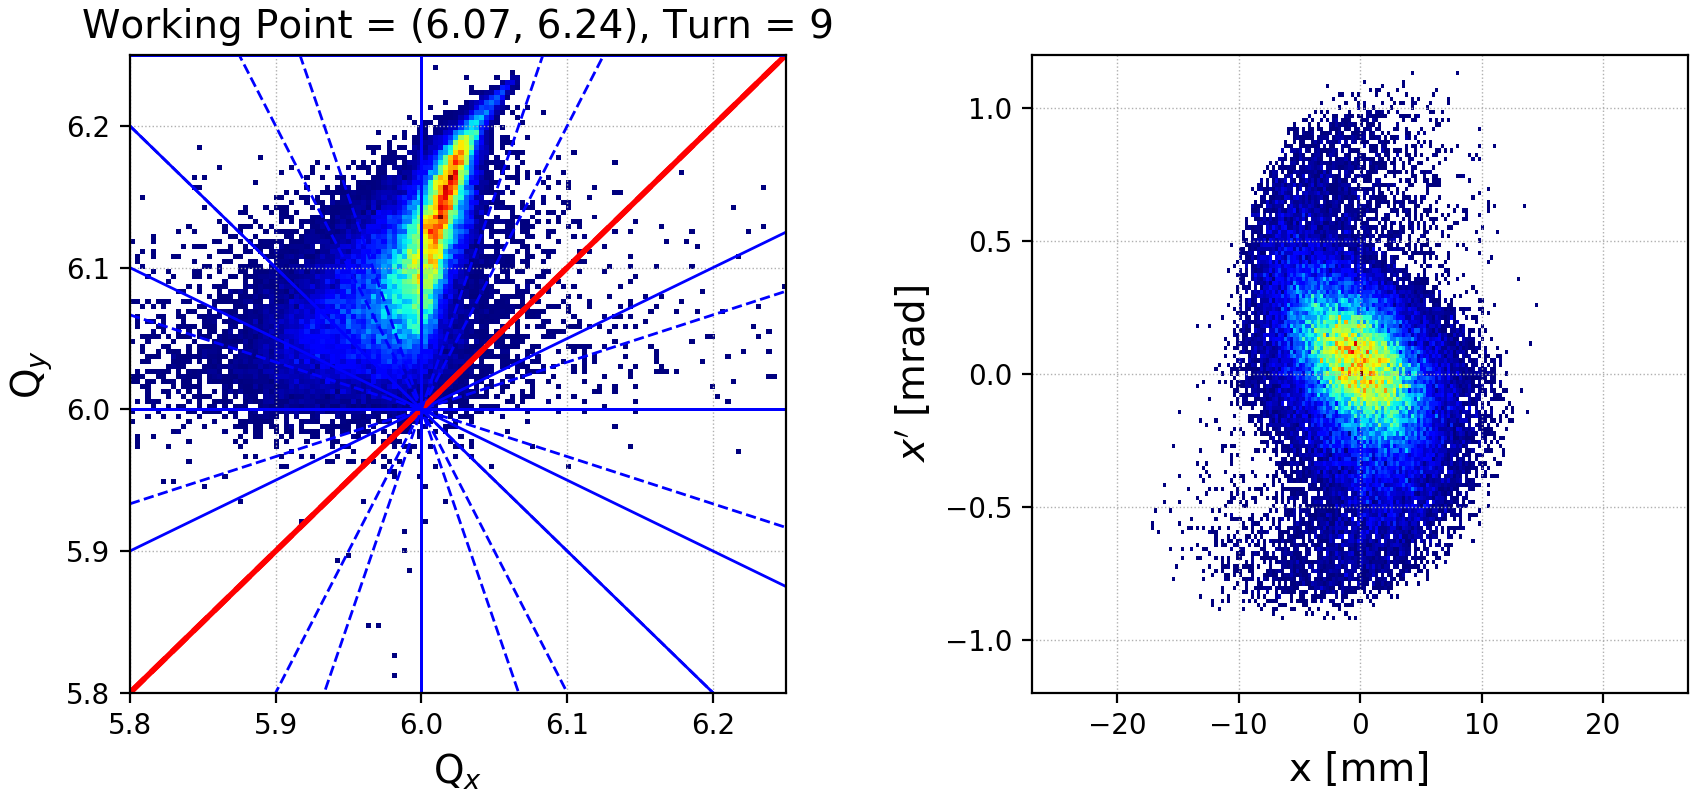 Working Point = (6.07, 6.24), Turn = 9
6.2
6.1
6.0
5.9
5.8
Q_y
5.8 5.9 6.0 6.1 6.2
Q_x
1.0
0.5
0.0
−0.5
−1.0
x′ [mrad]
−20 −10 0 10 20
x [mm]